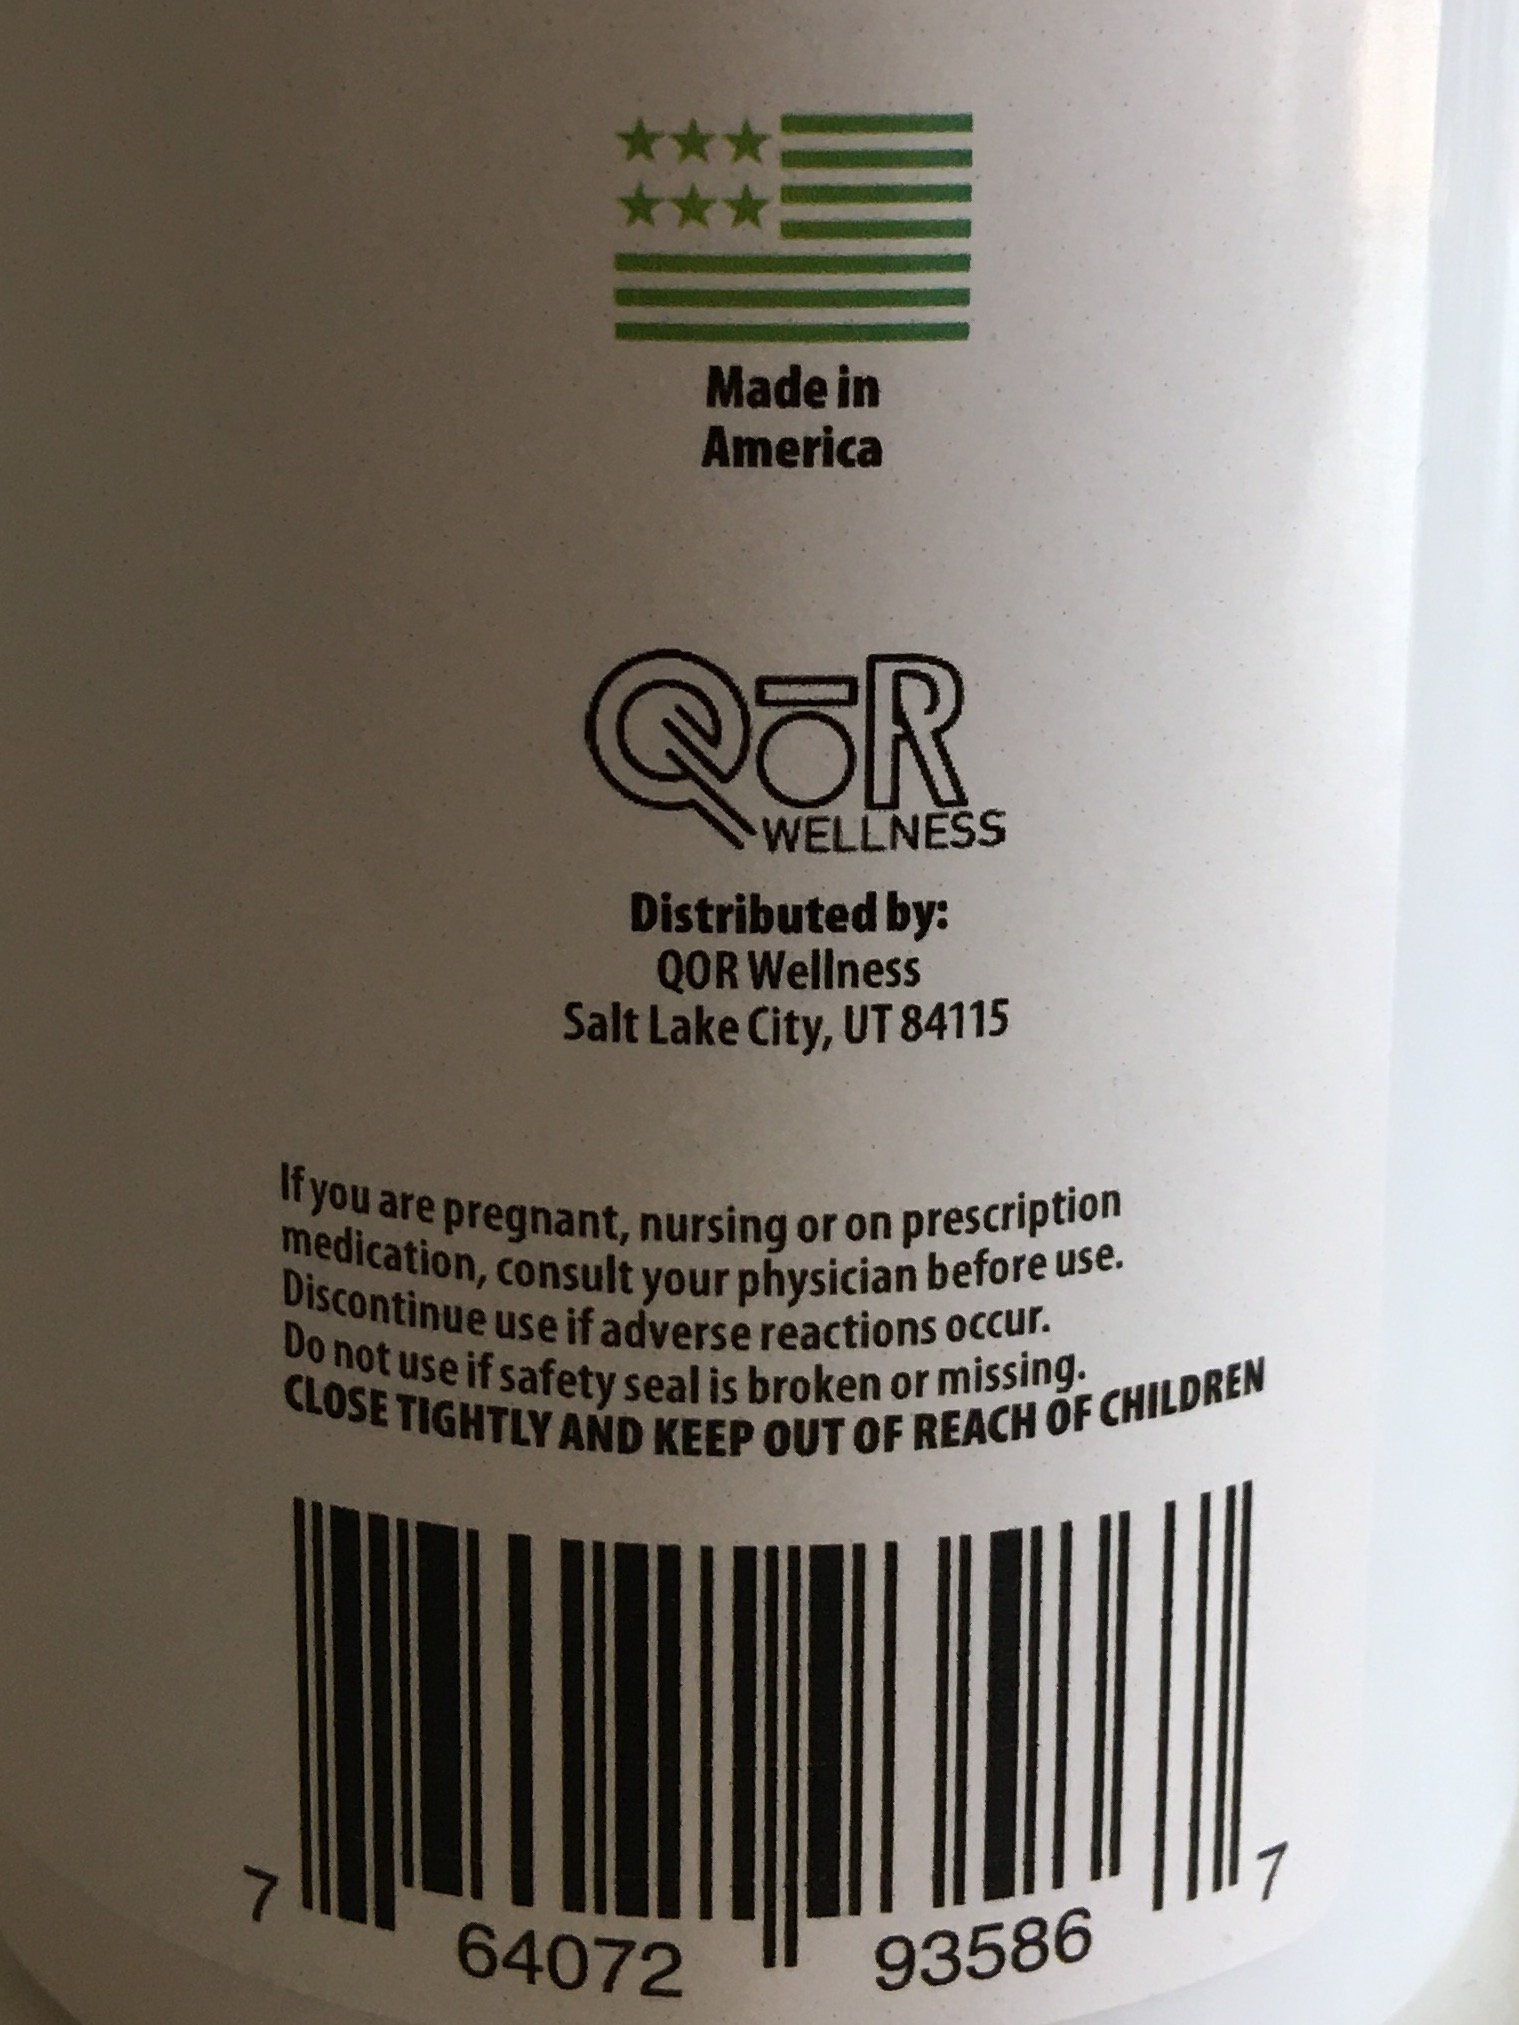 Made in
America
QōR
WELLNESS
Distributed by:
QOR Wellness
Salt Lake City, UT 84115
If you are pregnant, nursing or on prescription
medication, consult your physician before use.
Discontinue use if adverse reactions occur.
Do not use if safety seal is broken or missing.
CLOSE TIGHTLY AND KEEP OUT OF REACH OF CHILDREN
7 64072 93586 7